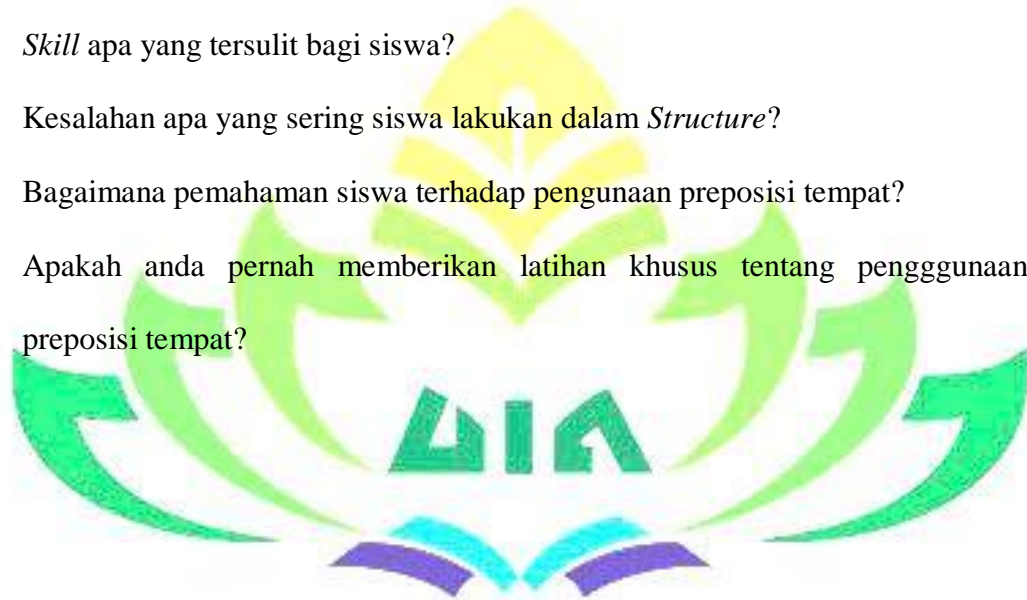 Skill apa yang tersulit bagi siswa?
Kesalahan apa yang sering siswa lakukan dalam Structure?
Bagaimana pemahaman siswa terhadap pengunaan preposisi tempat?
Apakah anda pernah memberikan latihan khusus tentang pengggunaan
preposisi tempat?
UIN